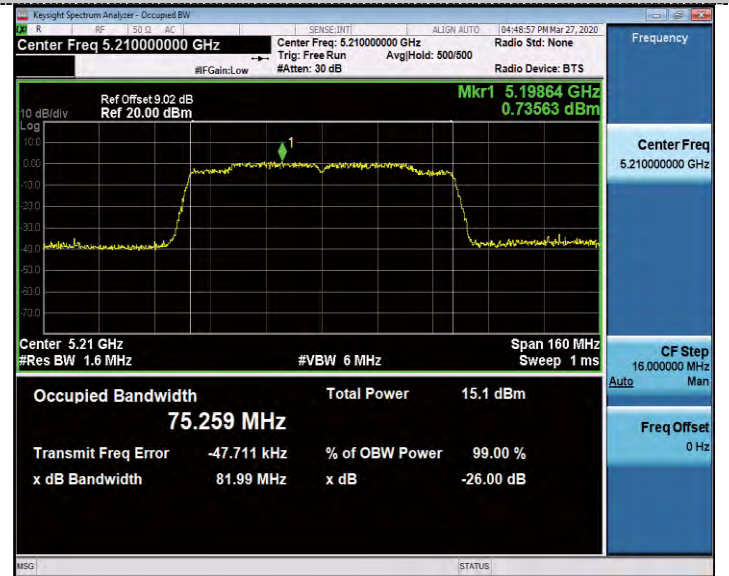 Keysight Spectrum Analyzer - Occupied BW
R RF 50 Ω AC SENSE:INT ALIGN AUTO 04:48:57 PM Mar 27, 2020
Center Freq 5.210000000 GHz
Center Freq: 5.210000000 GHz Radio Std: None
Trig: Free Run Avg|Hold: 500/500
#IFGain:Low #Atten: 30 dB Radio Device: BTS
Frequency
Ref Offset 9.02 dB Mkr1 5.19864 GHz
10 dB/div Ref 20.00 dBm 0.73563 dBm
Log
10.0
0.00
-10.0
-20.0
-30.0
-40.0
-50.0
-60.0
-70.0
1
Center 5.21 GHz Span 160 MHz
#Res BW 1.6 MHz #VBW 6 MHz Sweep 1 ms
Occupied Bandwidth Total Power 15.1 dBm
75.259 MHz
Transmit Freq Error -47.711 kHz % of OBW Power 99.00 %
x dB Bandwidth 81.99 MHz x dB -26.00 dB
Center Freq
5.210000000 GHz
CF Step
16.000000 MHz
Auto Man
Freq Offset
0 Hz
MSG STATUS